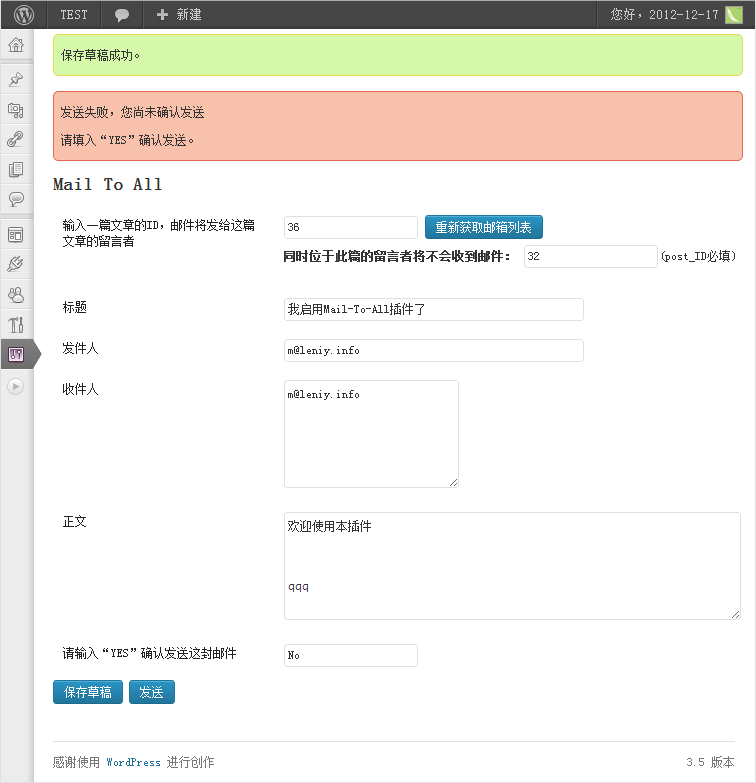 TEST
新建
您好，2012-12-17
保存草稿成功。
发送失败，您尚未确认发送
请填入“YES”确认发送。
Mail To All
输入一篇文章的ID，邮件将发给这篇
文章的留言者
36
重新获取邮箱列表
同时位于此篇的留言者将不会收到邮件：
32
(post_ID必填)
标题
我启用Mail-To-All插件了
发件人
m@leniy.info
收件人
m@leniy.info
正文
欢迎使用本插件
qqq
请输入“YES”确认发送这封邮件
No
保存草稿
发送
感谢使用 WordPress 进行创作
3.5 版本